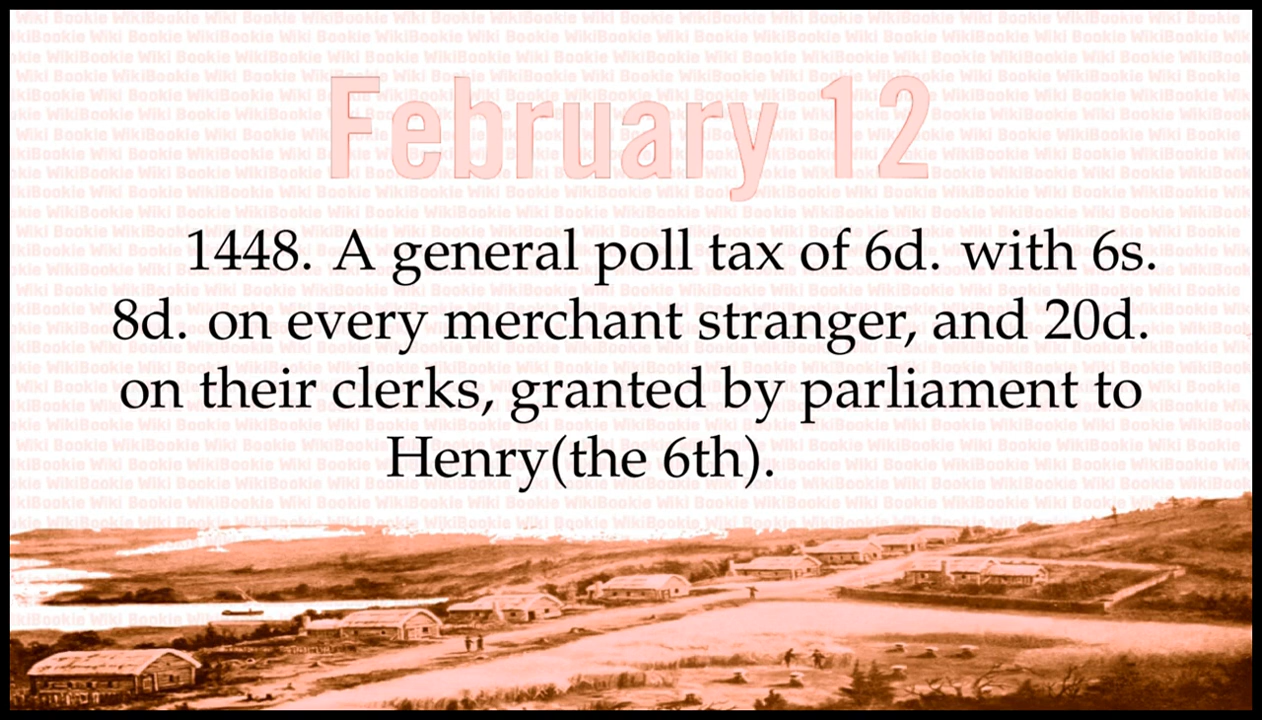 February 12
1448. A general poll tax of 6d. with 6s.
8d. on every merchant stranger, and 20d.
on their clerks, granted by parliament to
Henry(the 6th).